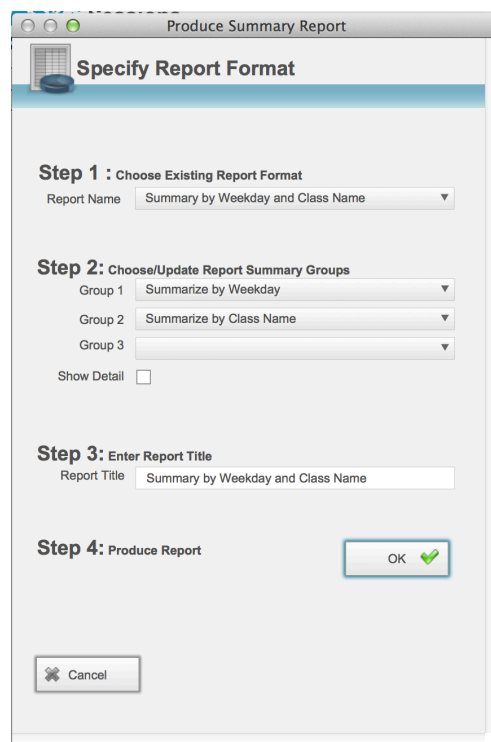 Produce Summary Report
Specify Report Format
Step 1 : Choose Existing Report Format
Report Name Summary by Weekday and Class Name
Step 2: Choose/Update Report Summary Groups
Group 1 Summarize by Weekday
Group 2 Summarize by Class Name
Group 3
Show Detail
Step 3: Enter Report Title
Report Title Summary by Weekday and Class Name
Step 4: Produce Report
OK
Cancel